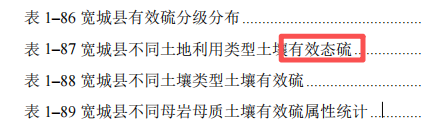 表 1–86 宽城县有效硫分级分布
表 1–87 宽城县不同土地利用类型土壤有效态硫
表 1–88 宽城县不同土壤类型土壤有效硫
表 1–89 宽城县不同母岩母质土壤有效硫属性统计